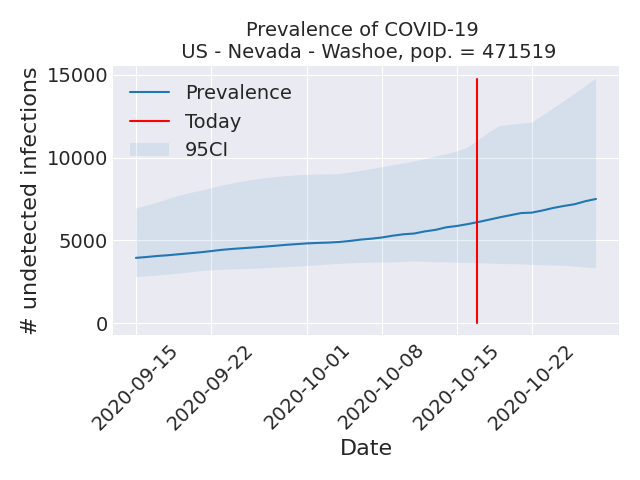 Prevalence of COVID-19
US - Nevada - Washoe, pop. = 471519
# undetected infections
15000
10000
5000
0
Prevalence
Today
95CI
2020-09-15
2020-09-22
2020-10-01
2020-10-08
2020-10-15
2020-10-22
Date